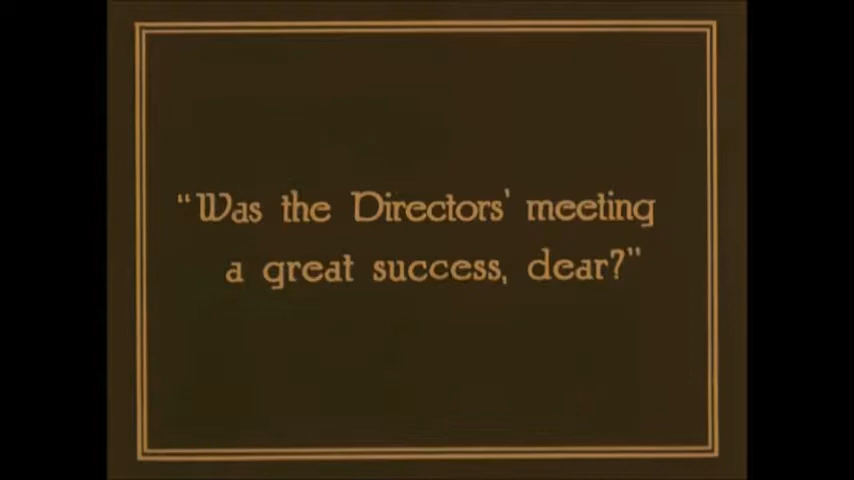 “Was the Directors' meeting
a great success, dear?”